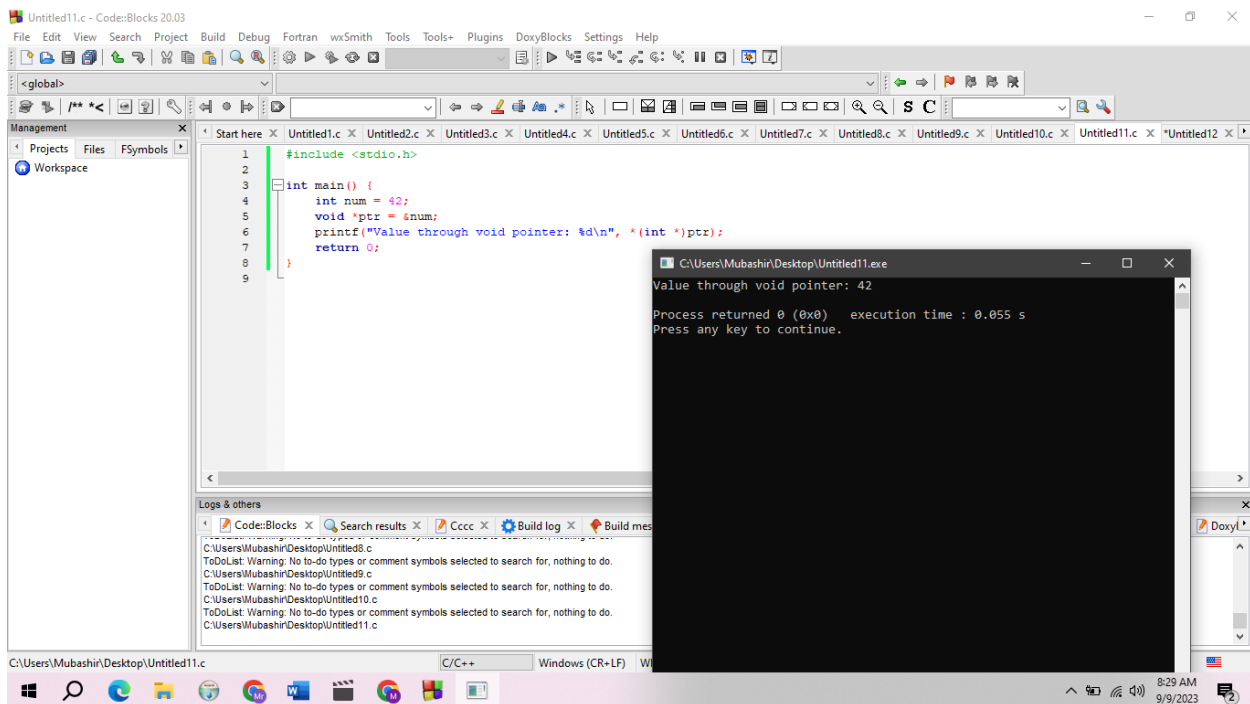 Untitled11.c - Code::Blocks 20.03
File Edit View Search Project Build Debug Fortran wxSmith Tools Tools+ Plugins DoxyBlocks Settings Help
<global>
/** *<
S C
Management
Projects Files FSymbols
Workspace
Start here Untitled1.c Untitled2.c Untitled3.c Untitled4.c Untitled5.c Untitled6.c Untitled7.c Untitled8.c Untitled9.c Untitled10.c Untitled11.c *Untitled12
1 #include <stdio.h>
2
3 int main() {
4 int num = 42;
5 void *ptr = &num;
6 printf("Value through void pointer: %d\n", *(int *)ptr);
7 return 0;
8 }
9
C:\Users\Mubashir\Desktop\Untitled11.exe
Value through void pointer: 42
Process returned 0 (0x0) execution time : 0.055 s
Press any key to continue.
Logs & others
Code::Blocks Search results Cccc Build log Build mes
Doxyl
C:\Users\Mubashir\Desktop\Untitled8.c
ToDoList: Warning: No to-do types or comment symbols selected to search for, nothing to do.
C:\Users\Mubashir\Desktop\Untitled9.c
ToDoList: Warning: No to-do types or comment symbols selected to search for, nothing to do.
C:\Users\Mubashir\Desktop\Untitled10.c
ToDoList: Warning: No to-do types or comment symbols selected to search for, nothing to do.
C:\Users\Mubashir\Desktop\Untitled11.c
C:\Users\Mubashir\Desktop\Untitled11.c C/C++ Windows (CR+LF) WI
8:29 AM
9/9/2023
2